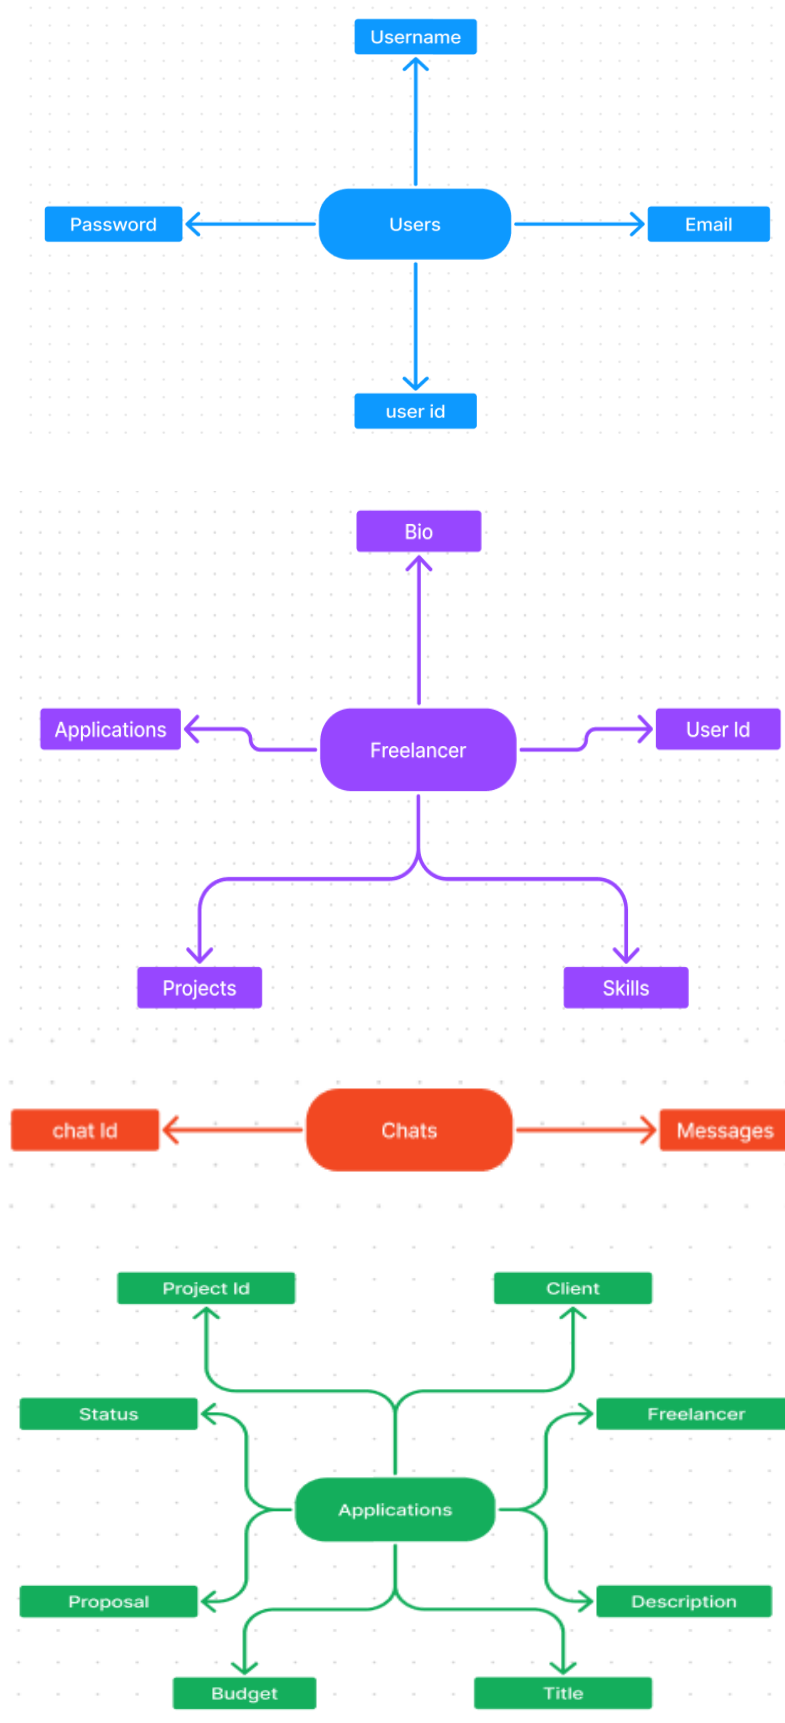 Username
Password
Users
Email
user id
Bio
Applications
Freelancer
User Id
Projects
Skills
chat Id
Chats
Messages
Project Id
Client
Status
Freelancer
Applications
Proposal
Description
Budget
Title